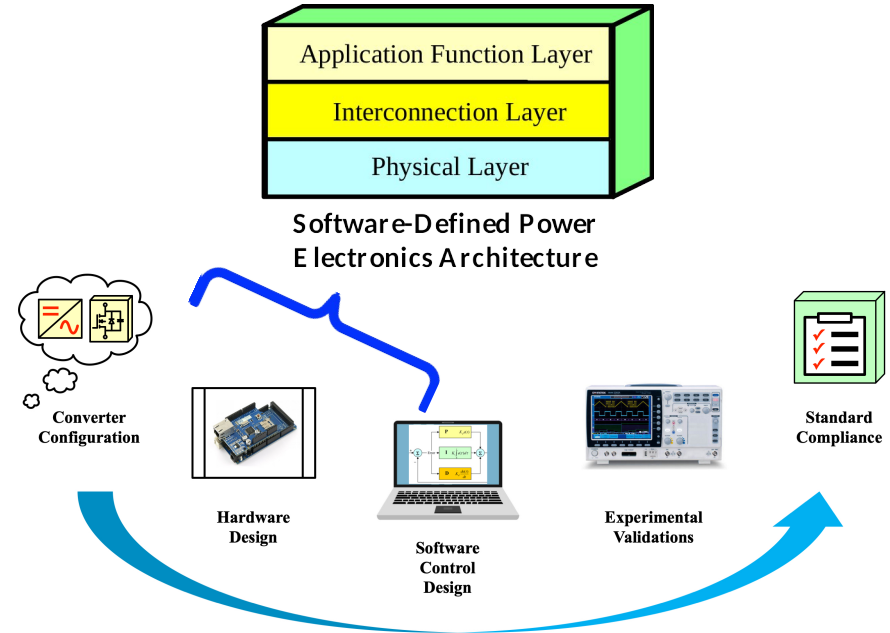 Application Function Layer
Interconnection Layer
Physical Layer
Software-Defined Power
Electronics Architecture
Converter
Configuration
Hardware
Design
P
I
D
Software
Control
Design
Experimental
Validations
Standard
Compliance